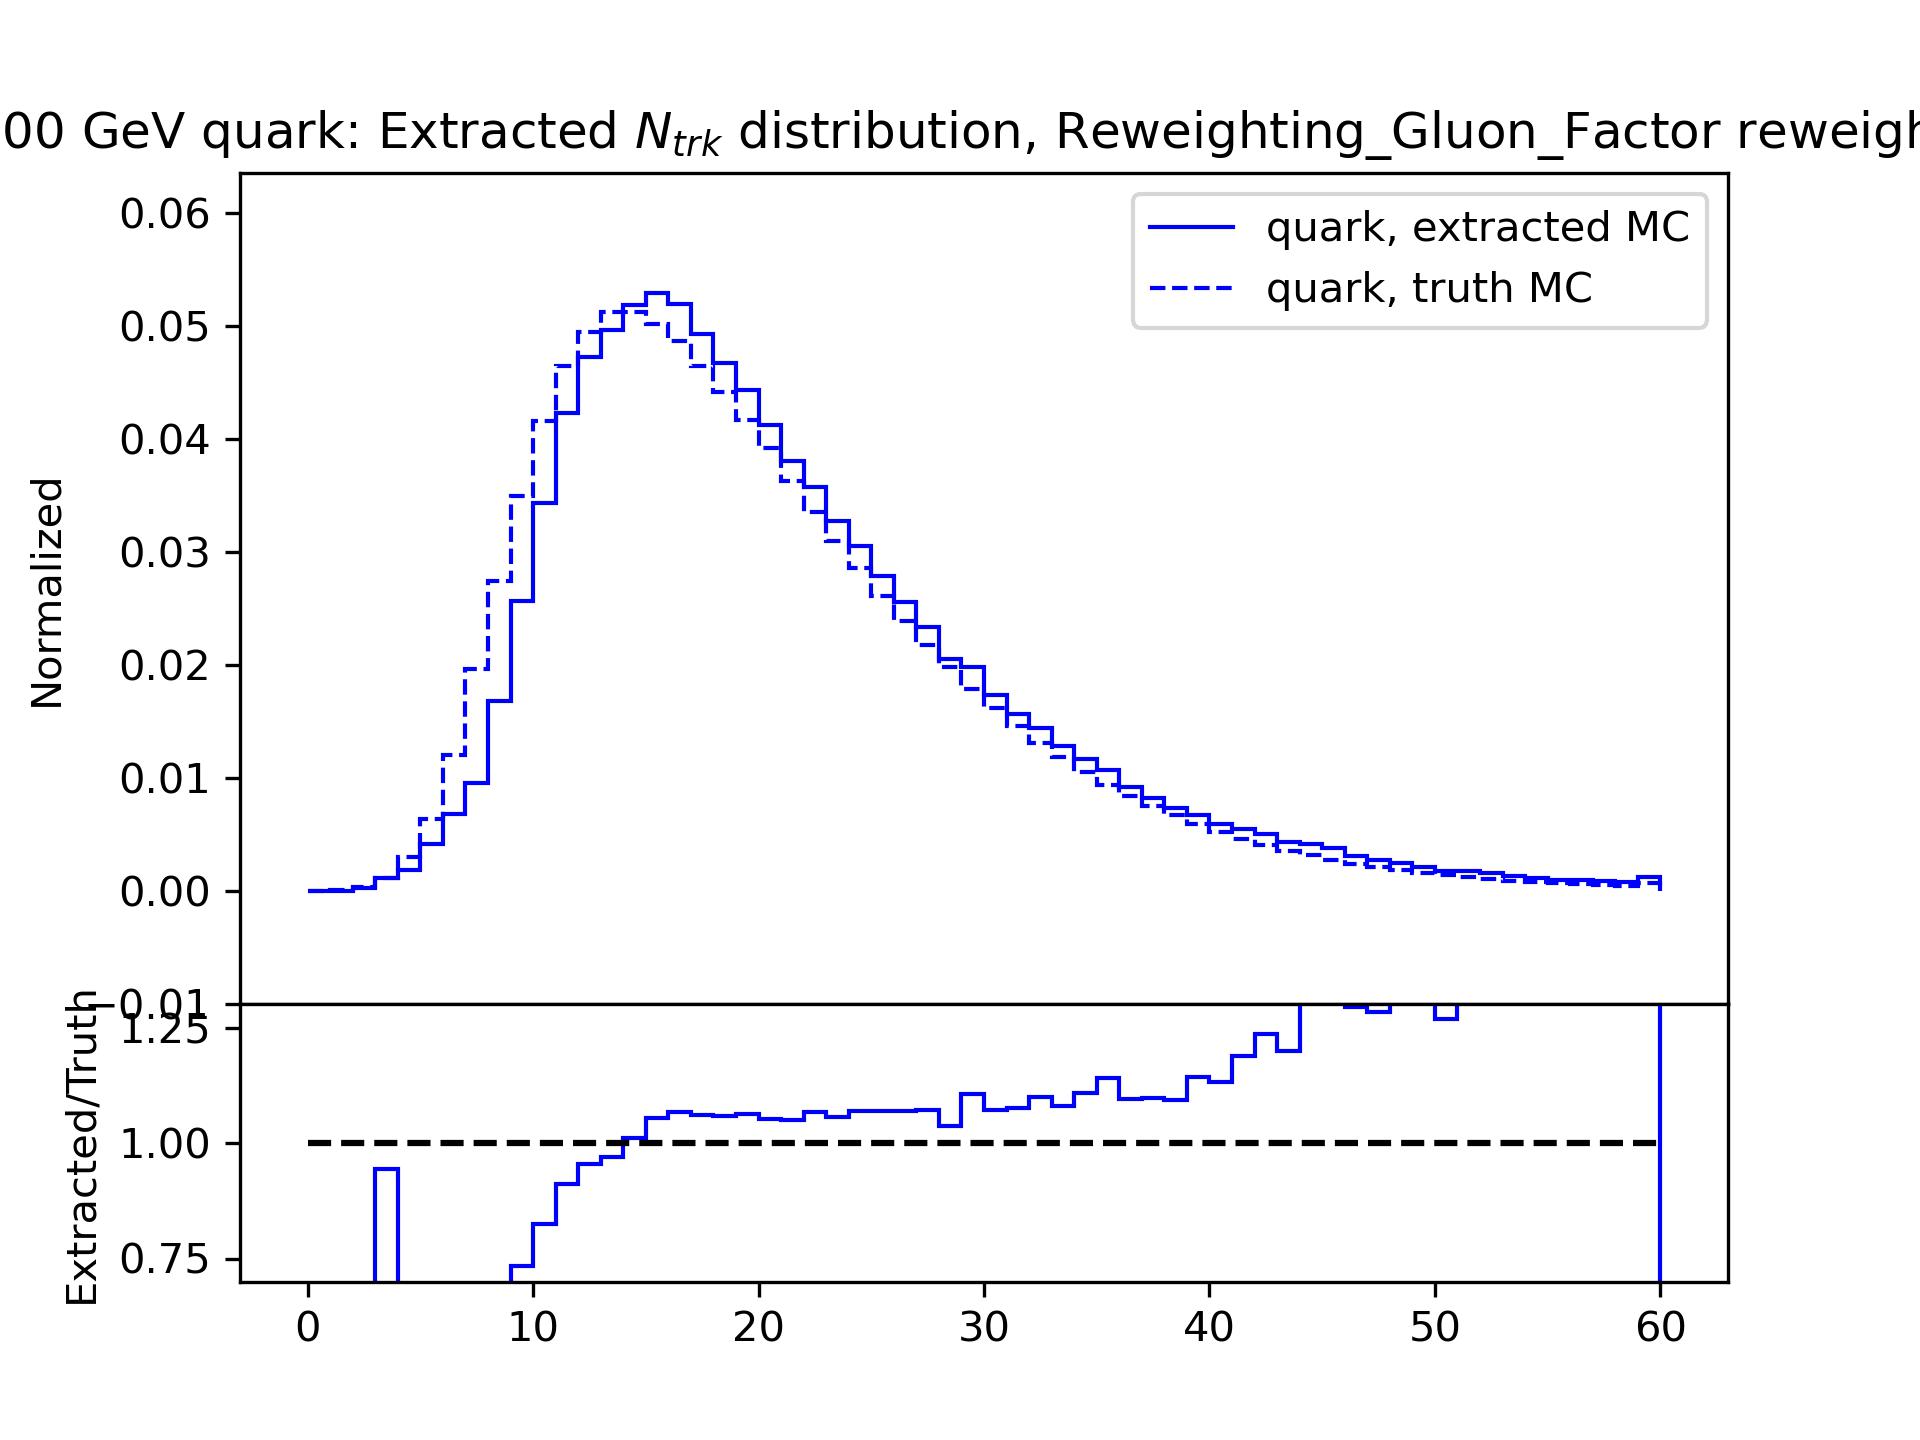 00 GeV quark: Extracted N_trk distribution, Reweighting_Gluon_Factor
quark, extracted MC
quark, truth MC
Normalized
0.06
0.05
0.04
0.03
0.02
0.01
0.00
−0.01
Extracted/Truth
1.25
1.00
0.75
0 10 20 30 40 50 60